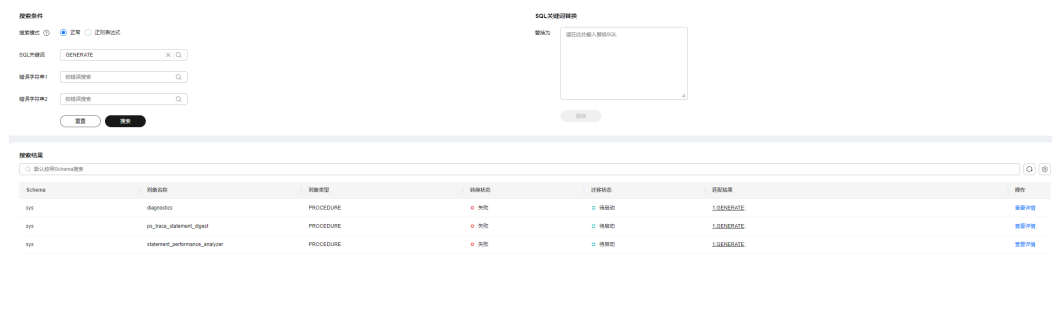 搜索条件
搜索模式 正常 正则表达式
SQL关键词 GENERATE
错误字符串1 按错误搜索
错误字符串2 按错误搜索
重置 搜索
SQL关键词替换
替换为 请在此处输入替换SQL
替换
搜索结果
默认按照Schema搜索
Schema 对象名称 对象类型 转换状态 迁移状态 匹配结果 操作
sys diagnostics PROCEDURE 失败 待启动 1.GENERATE; 查看详情
sys ps_trace_statement_digest PROCEDURE 失败 待启动 1.GENERATE; 查看详情
sys statement_performance_analyzer PROCEDURE 失败 待启动 1.GENERATE; 查看详情